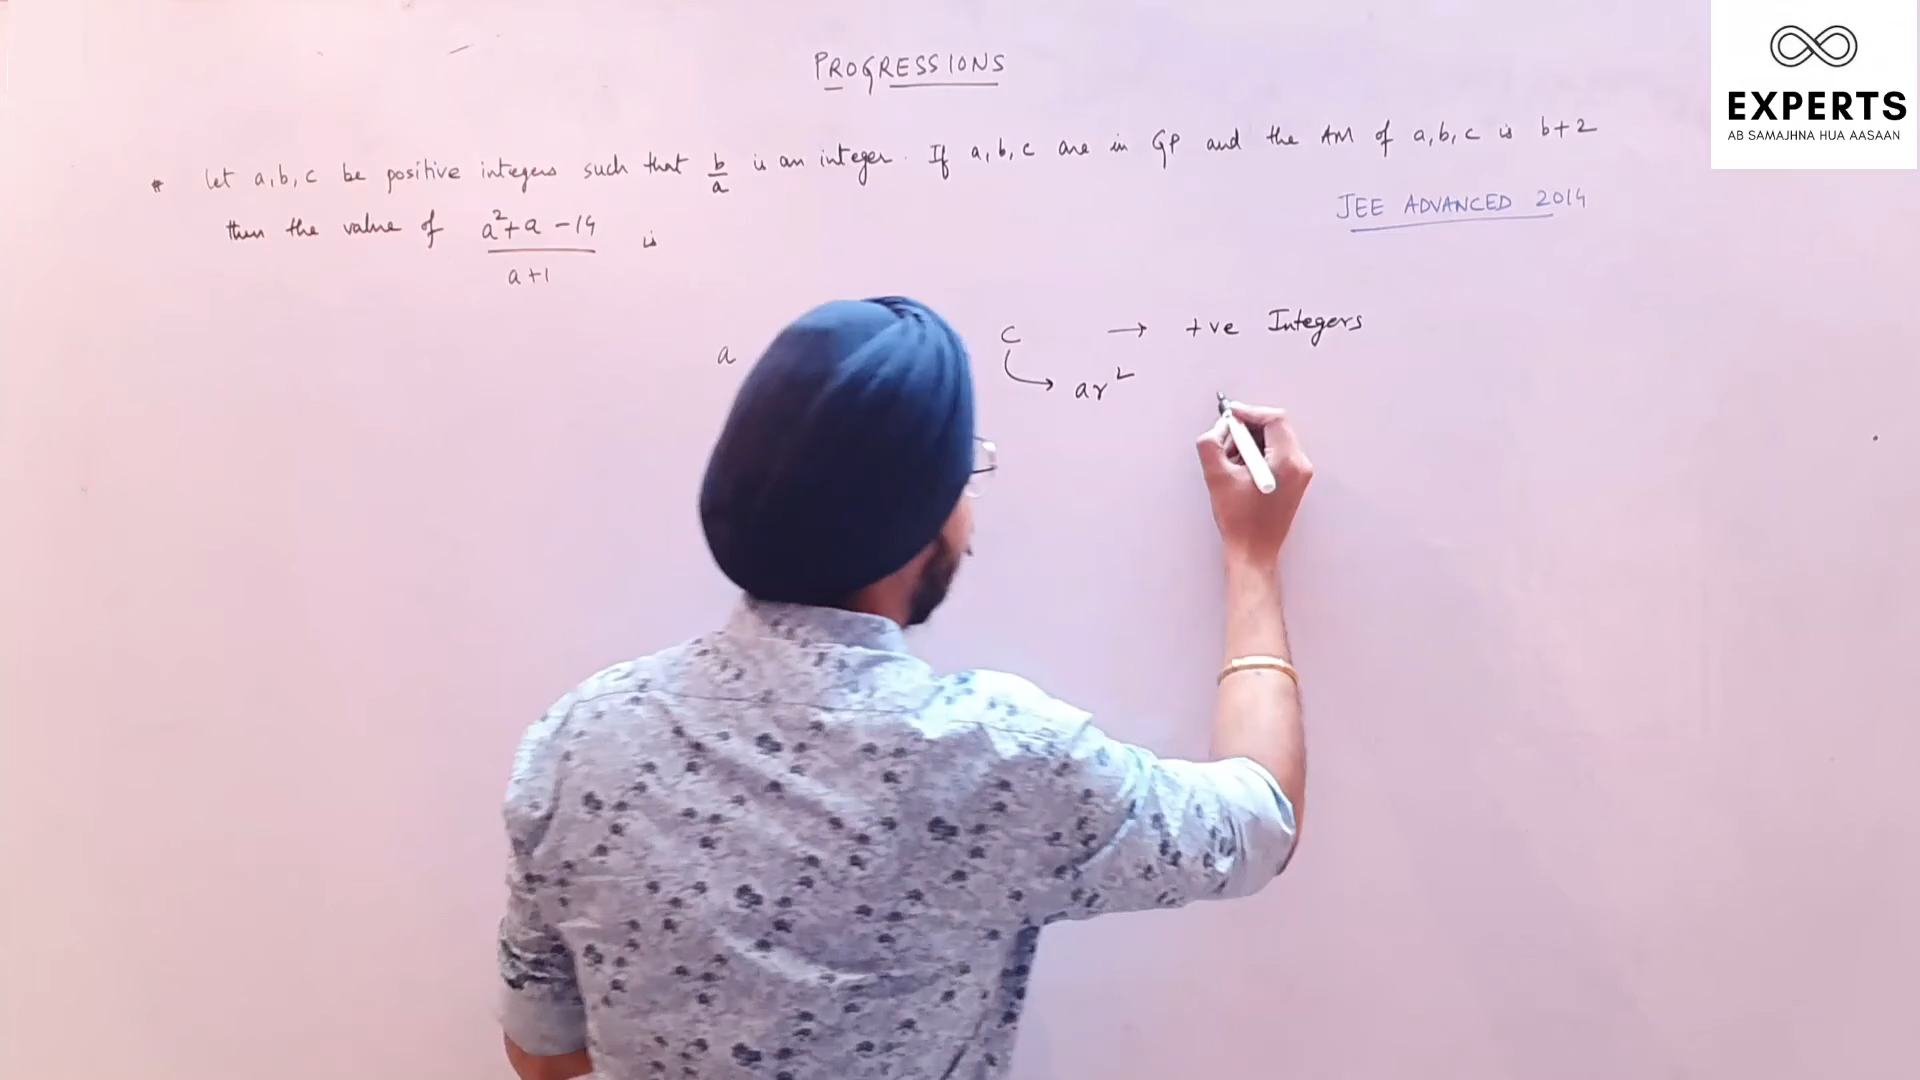 PROGRESSIONS
EXPERTS
AB SAMAJHNA HUA AASAAN
* Let a,b,c be positive integers such that b/a is an integer. If a,b,c are in GP and the AM of a,b,c is b+2
then the value of a²+a-14/a+1 is
JEE ADVANCED 2014
a c → +ve Integers
ar²